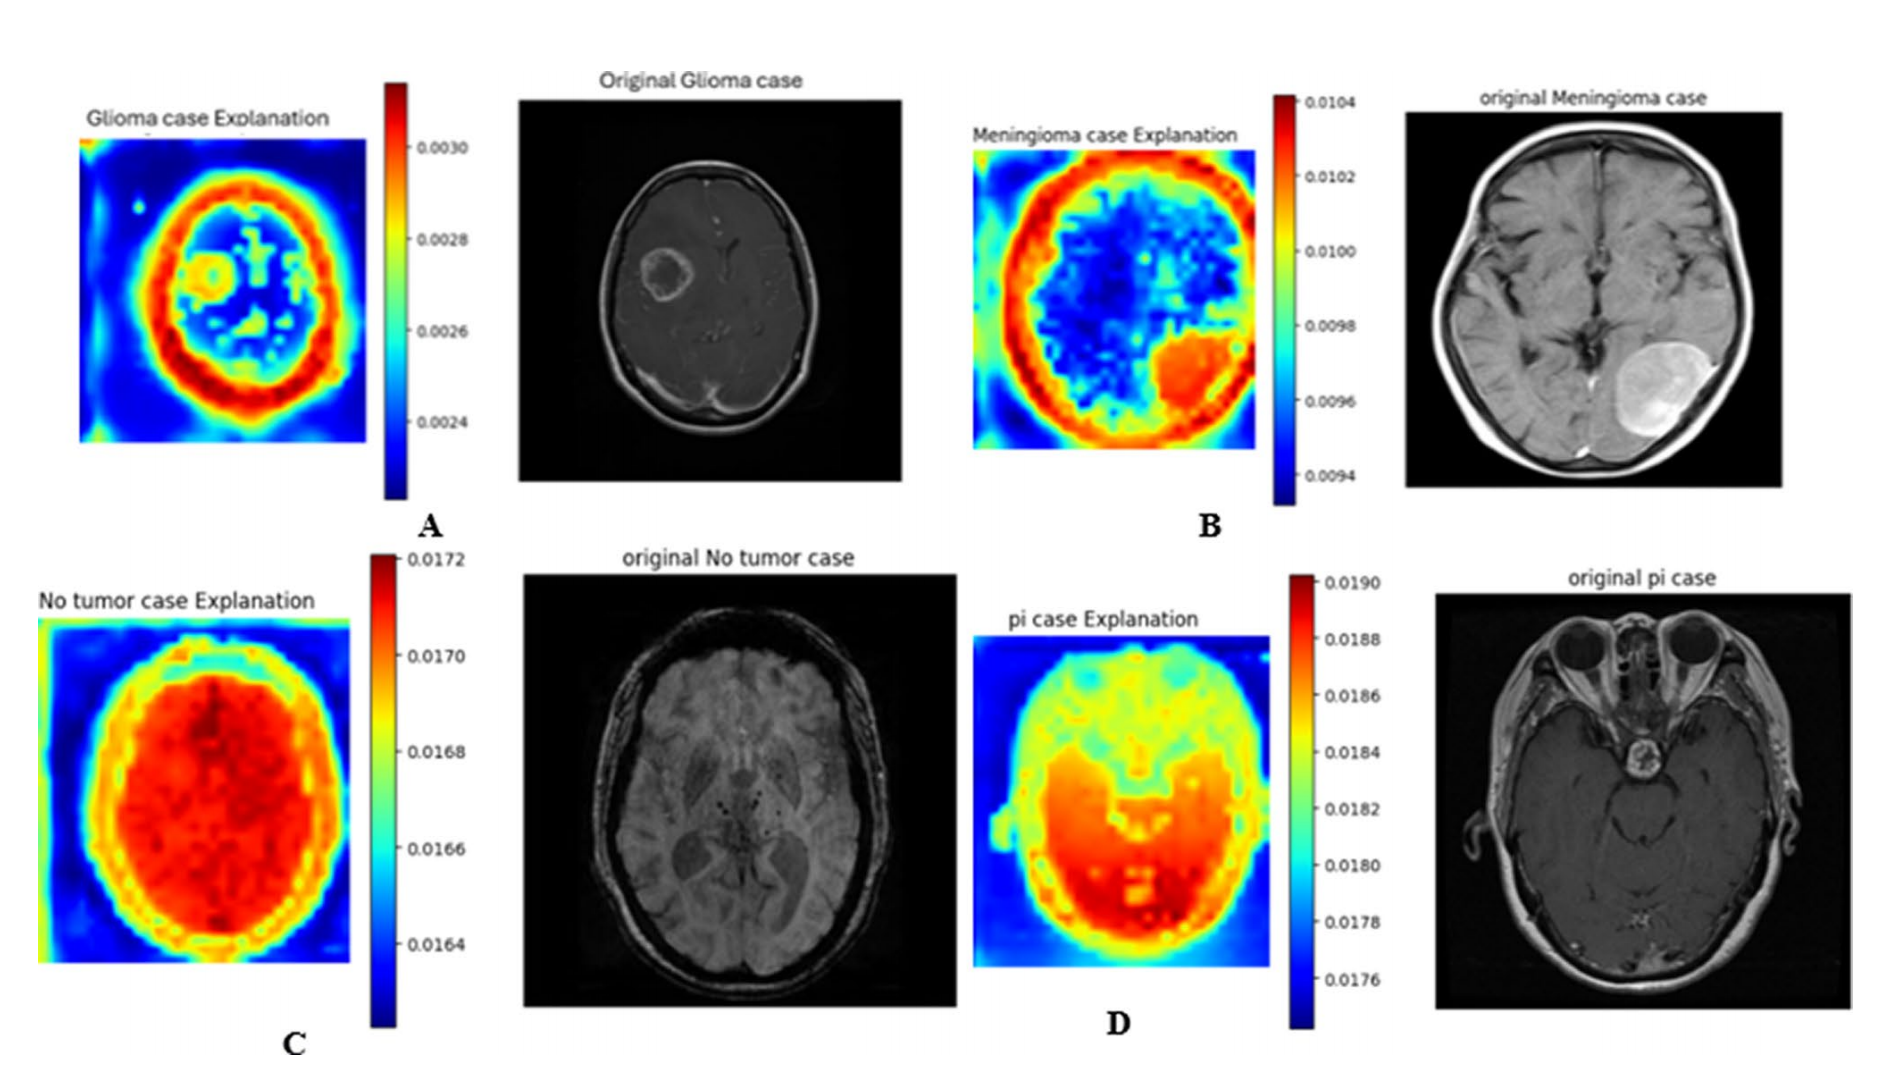 Original Glioma case
Glioma case Explanation
0.0030
0.0028
0.0026
0.0024
A
original Meningioma case
Meningioma case Explanation
0.0104
0.0102
0.0100
0.0098
0.0096
0.0094
B
original No tumor case
No tumor case Explanation
0.0172
0.0170
0.0168
0.0166
0.0164
C
original pi case
pi case Explanation
0.0190
0.0188
0.0186
0.0184
0.0182
0.0180
0.0178
0.0176
D